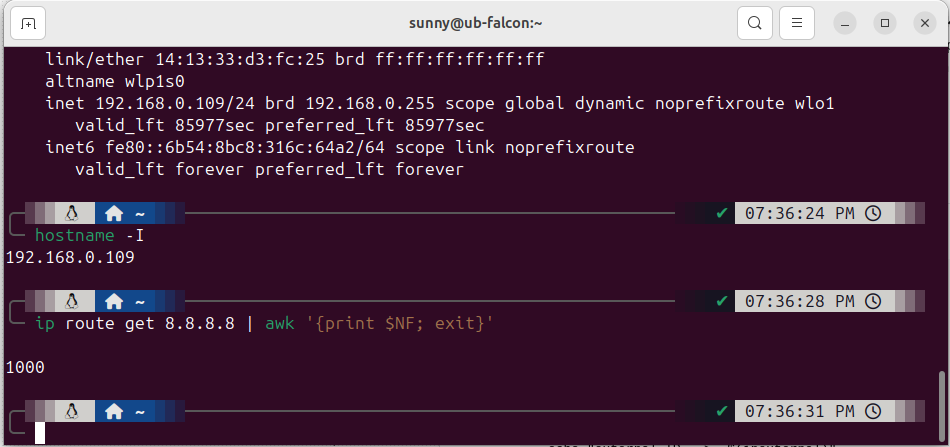 sunny@ub-falcon:~
link/ether 14:13:33:d3:fc:25 brd ff:ff:ff:ff:ff:ff
altname wlp1s0
inet 192.168.0.109/24 brd 192.168.0.255 scope global dynamic noprefixroute wlo1
valid_lft 85977sec preferred_lft 85977sec
inet6 fe80::6b54:8bc8:316c:64a2/64 scope link noprefixroute
valid_lft forever preferred_lft forever
~ ✔ 07:36:24 PM
hostname -I
192.168.0.109
~ ✔ 07:36:28 PM
ip route get 8.8.8.8 | awk '{print $NF; exit}'
1000
~ ✔ 07:36:31 PM